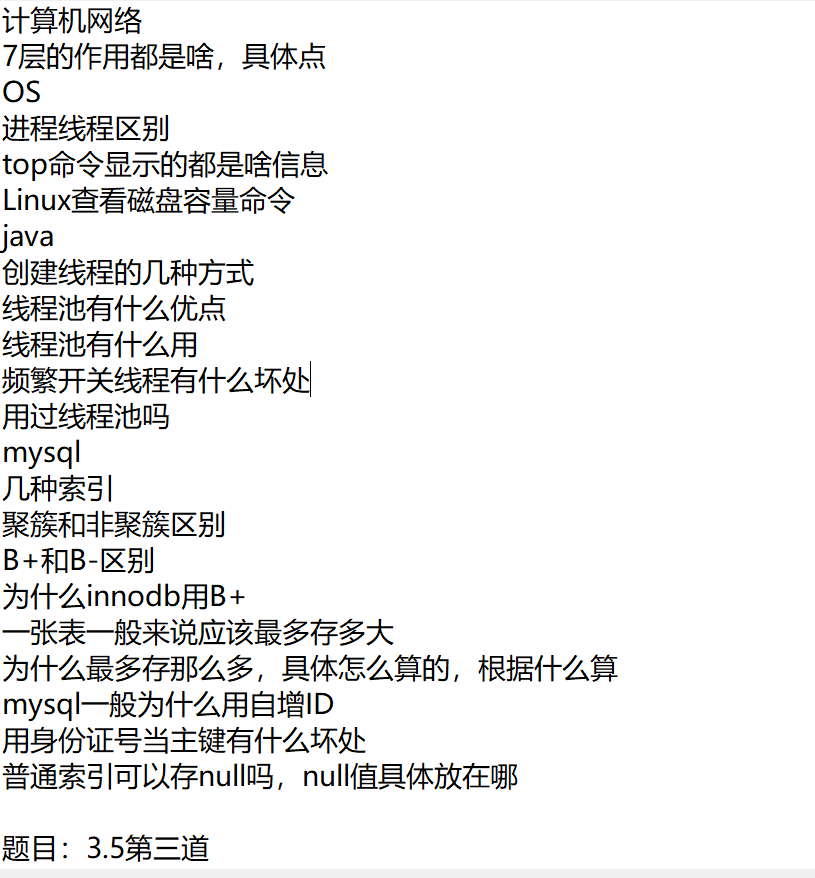 计算机网络
7层的作用都是啥，具体点
OS
进程线程区别
top命令显示的都是啥信息
Linux查看磁盘容量命令
java
创建线程的几种方式
线程池有什么优点
线程池有什么用
频繁开关线程有什么坏处
用过线程池吗
mysql
几种索引
聚簇和非聚簇区别
B+和B-区别
为什么innodb用B+
一张表一般来说应该最多存多大
为什么最多存那么多，具体怎么算的，根据什么算
mysql一般为什么用自增ID
用身份证号当主键有什么坏处
普通索引可以存null吗，null值具体放在哪
题目：3.5第三道